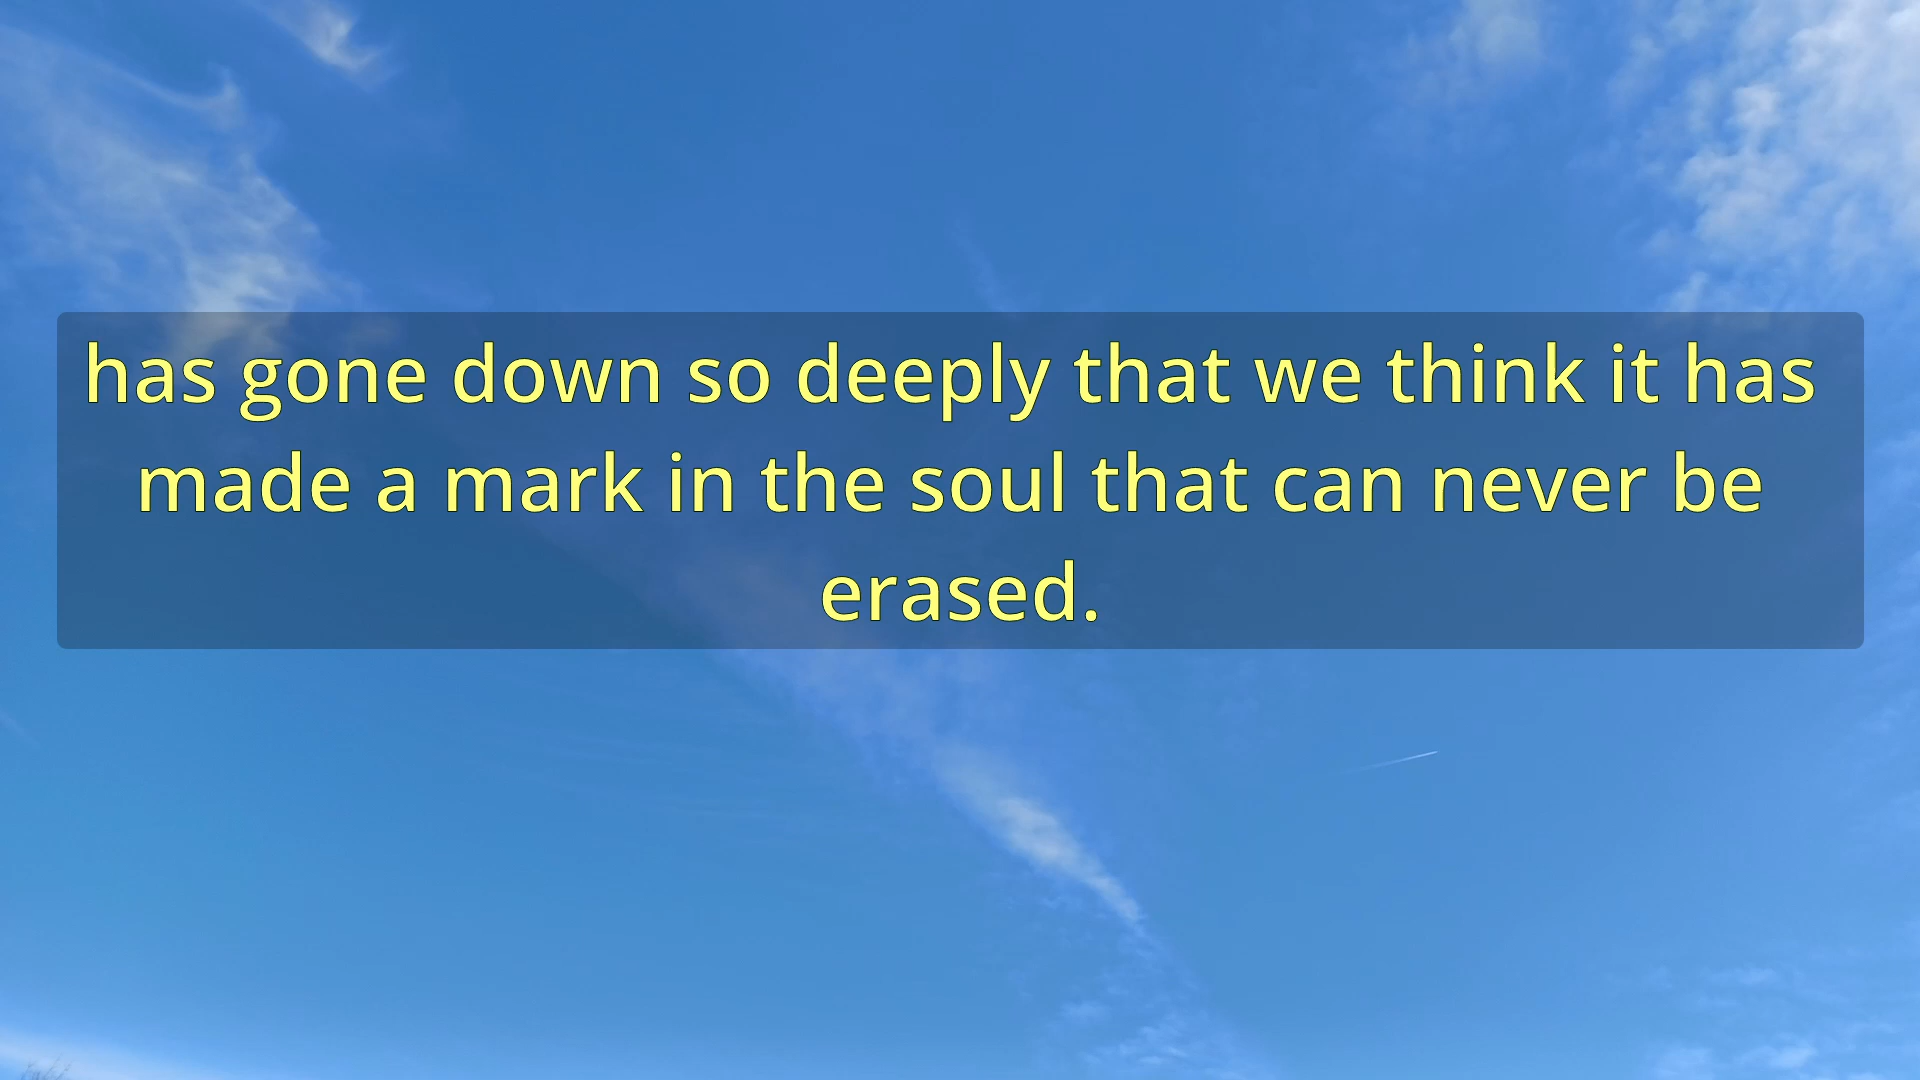 has gone down so deeply that we think it has
made a mark in the soul that can never be
erased.